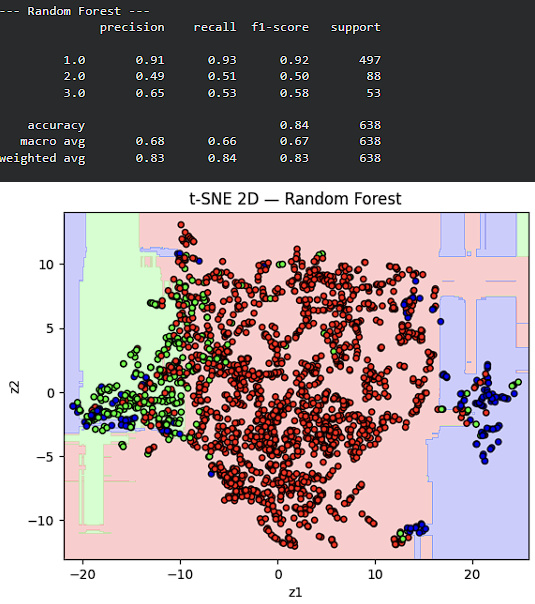 --- Random Forest ---
precision recall f1-score support
1.0 0.91 0.93 0.92 497
2.0 0.49 0.51 0.50 88
3.0 0.65 0.53 0.58 53
accuracy 0.84 638
macro avg 0.68 0.66 0.67 638
weighted avg 0.83 0.84 0.83 638
t-SNE 2D — Random Forest
10
5
0
−5
−10
z2
−20 −10 0 10 20
z1